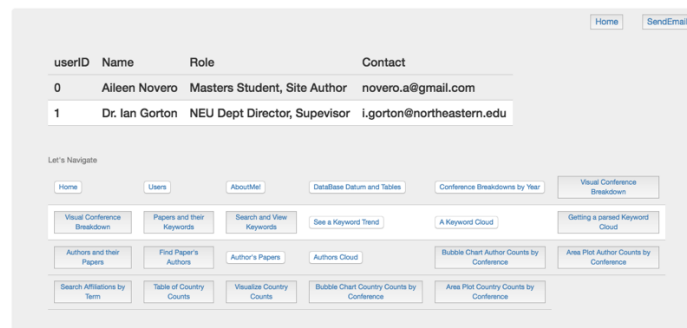 Home SendEmail
userID Name Role Contact
0 Aileen Novero Masters Student, Site Author novero.a@gmail.com
1 Dr. Ian Gorton NEU Dept Director, Supevisor i.gorton@northeastern.edu
Let's Navigate
Home Users AboutMe! DataBase Datum and Tables Conference Breakdowns by Year Visual Conference Breakdown
Visual Conference Breakdown Papers and their Keywords Search and View Keywords See a Keyword Trend A Keyword Cloud Getting a parsed Keyword Cloud
Authors and their Papers Find Paper's Authors Author's Papers Authors Cloud Bubble Chart Author Counts by Conference Area Plot Author Counts by Conference
Search Affiliations by Term Table of Country Counts Visualize Country Counts Bubble Chart Country Counts by Conference Area Plot Country Counts by Conference